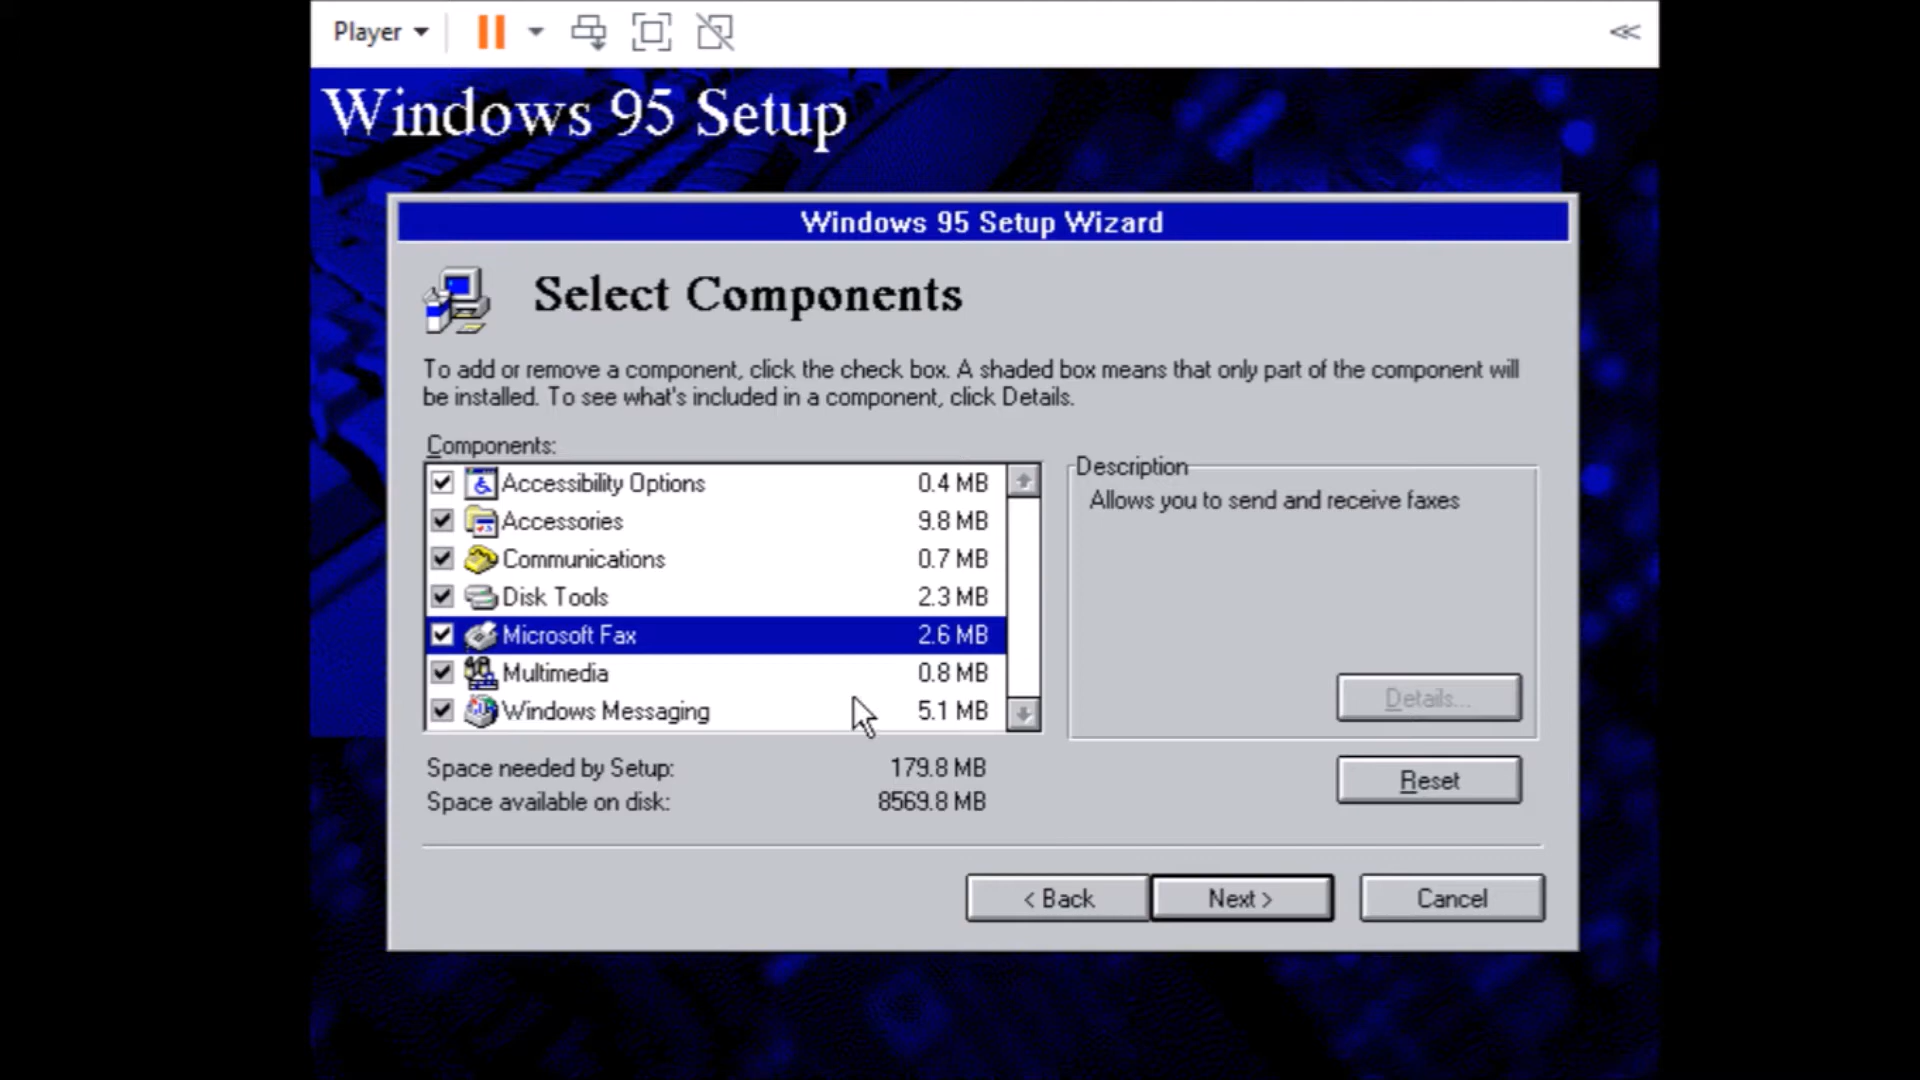 Player
Windows 95 Setup
Windows 95 Setup Wizard
Select Components
To add or remove a component, click the check box. A shaded box means that only part of the component will
be installed. To see what's included in a component, click Details.
Components:
Accessibility Options 0.4 MB
Accessories 9.8 MB
Communications 0.7 MB
Disk Tools 2.3 MB
Microsoft Fax 2.6 MB
Multimedia 0.8 MB
Windows Messaging 5.1 MB
Description
Allows you to send and receive faxes
Details...
Space needed by Setup: 179.8 MB
Space available on disk: 8569.8 MB
Reset
< Back
Next >
Cancel